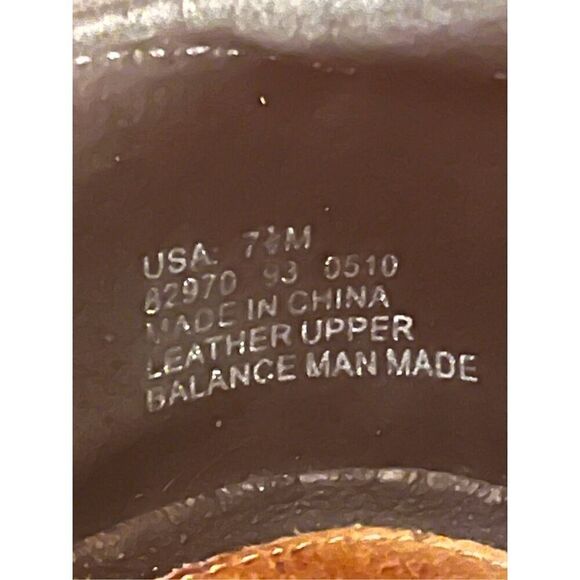 USA: 7½M
82970 93 0510
MADE IN CHINA
LEATHER UPPER
BALANCE MAN MADE